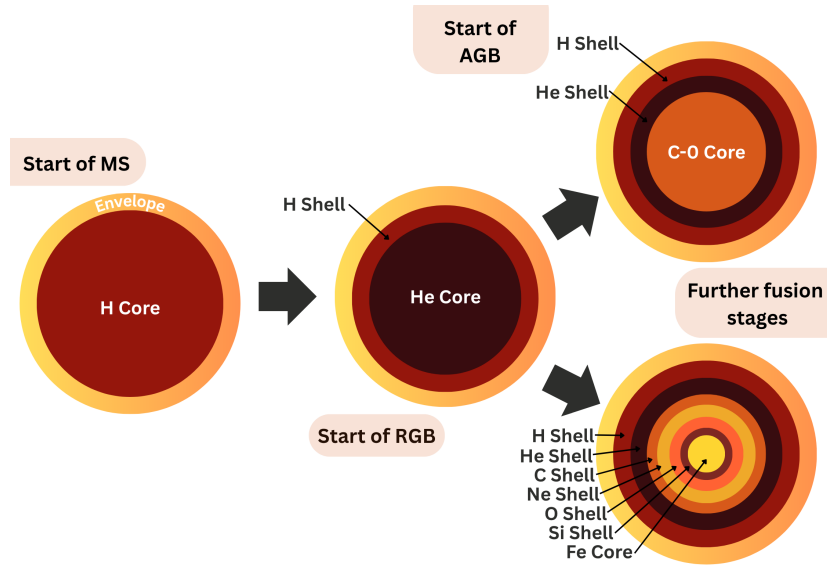 Start of MS
Envelope
H Core
H Shell
He Core
Start of RGB
Start of
AGB
H Shell
He Shell
C-0 Core
Further fusion
stages
H Shell
He Shell
C Shell
Ne Shell
O Shell
Si Shell
Fe Core